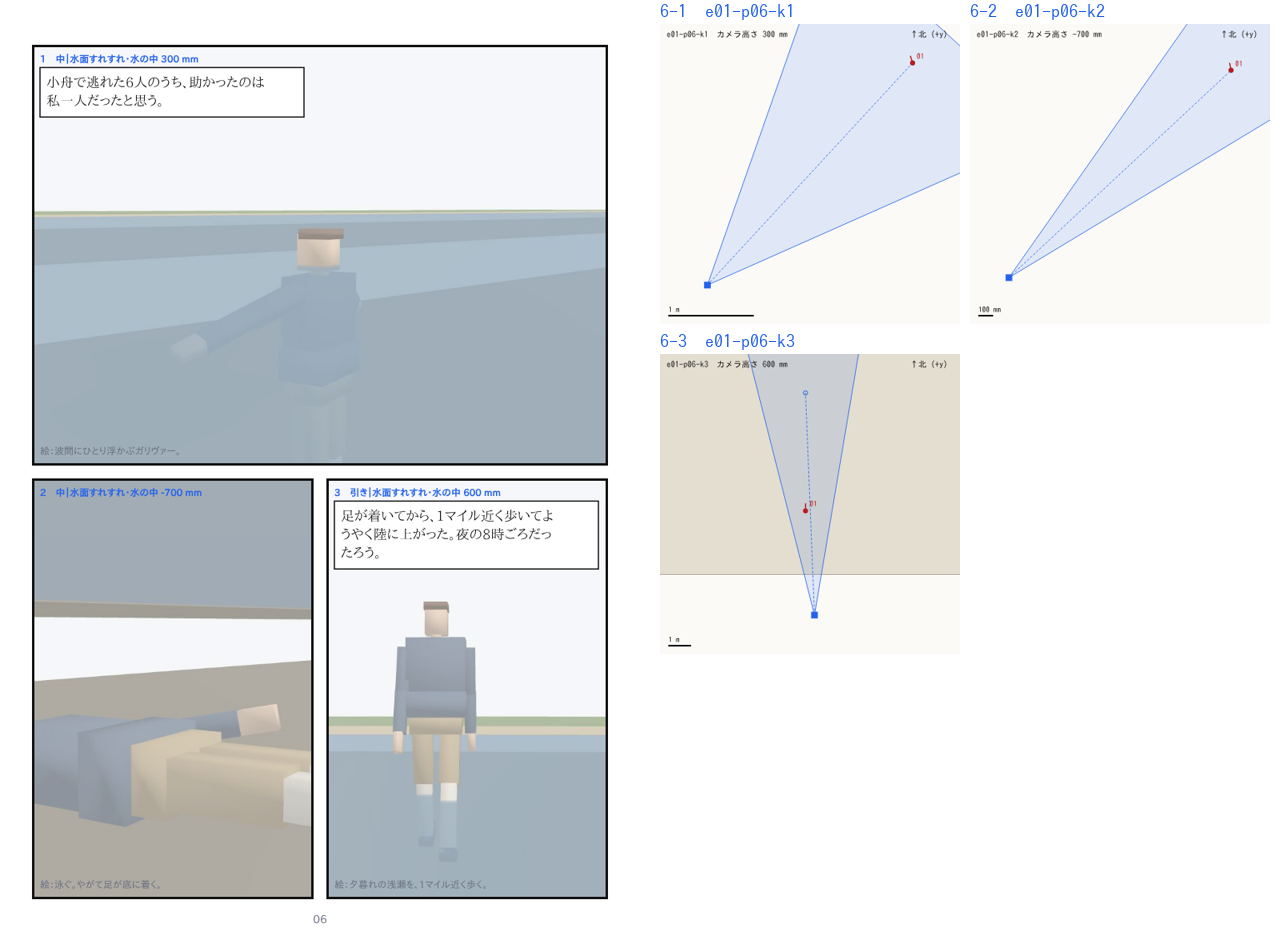 1 中|水面すれすれ・水の中 300 mm
小舟で逃れた6人のうち、助かったのは
私一人だったと思う。
絵：波間にひとり浮かぶガリヴァー。
2 中|水面すれすれ・水の中 -700 mm
絵：泳ぐ。やがて足が底に着く。
3 引き|水面すれすれ・水の中 600 mm
足が着いてから、1マイル近く歩いてよ
うやく陸に上がった。夜の8時ごろだっ
たろう。
絵：夕暮れの浅瀬を、1マイル近く歩く。
06
6-1 e01-p06-k1
e01-p06-k1 カメラ高さ 300 mm
↑北 (+y)
01
1 m
6-2 e01-p06-k2
e01-p06-k2 カメラ高さ -700 mm
↑北 (+y)
01
100 mm
6-3 e01-p06-k3
e01-p06-k3 カメラ高さ 600 mm
↑北 (+y)
01
1 m